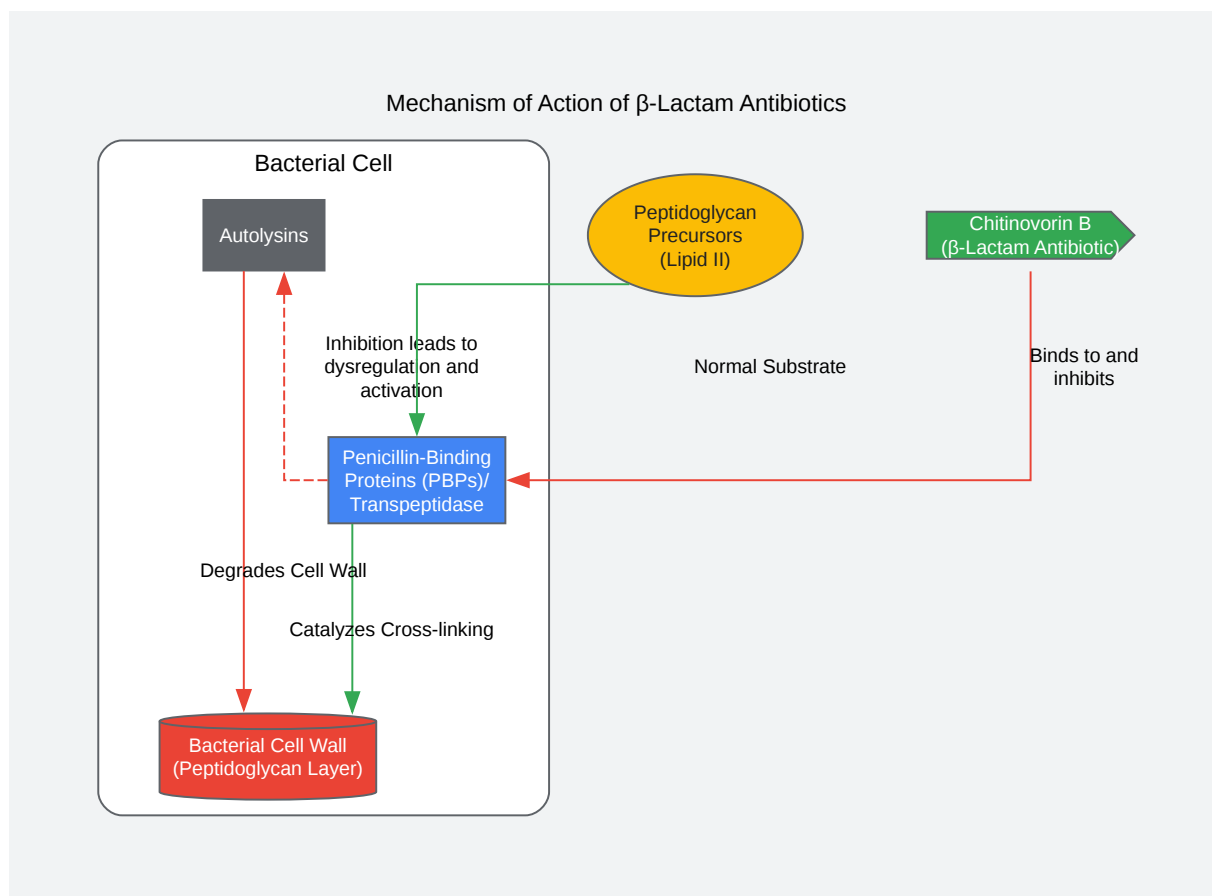 Mechanism of Action of β-Lactam Antibiotics
Bacterial Cell
Autolysins
Peptidoglycan
Precursors
(Lipid II)
Chitinovorin B
(β-Lactam Antibiotic)
Inhibition leads to
dysregulation and
activation
Normal Substrate
Binds to and
inhibits
Penicillin-Binding
Proteins (PBPs)/
Transpeptidase
Degrades Cell Wall
Catalyzes Cross-linking
Bacterial Cell Wall
(Peptidoglycan Layer)